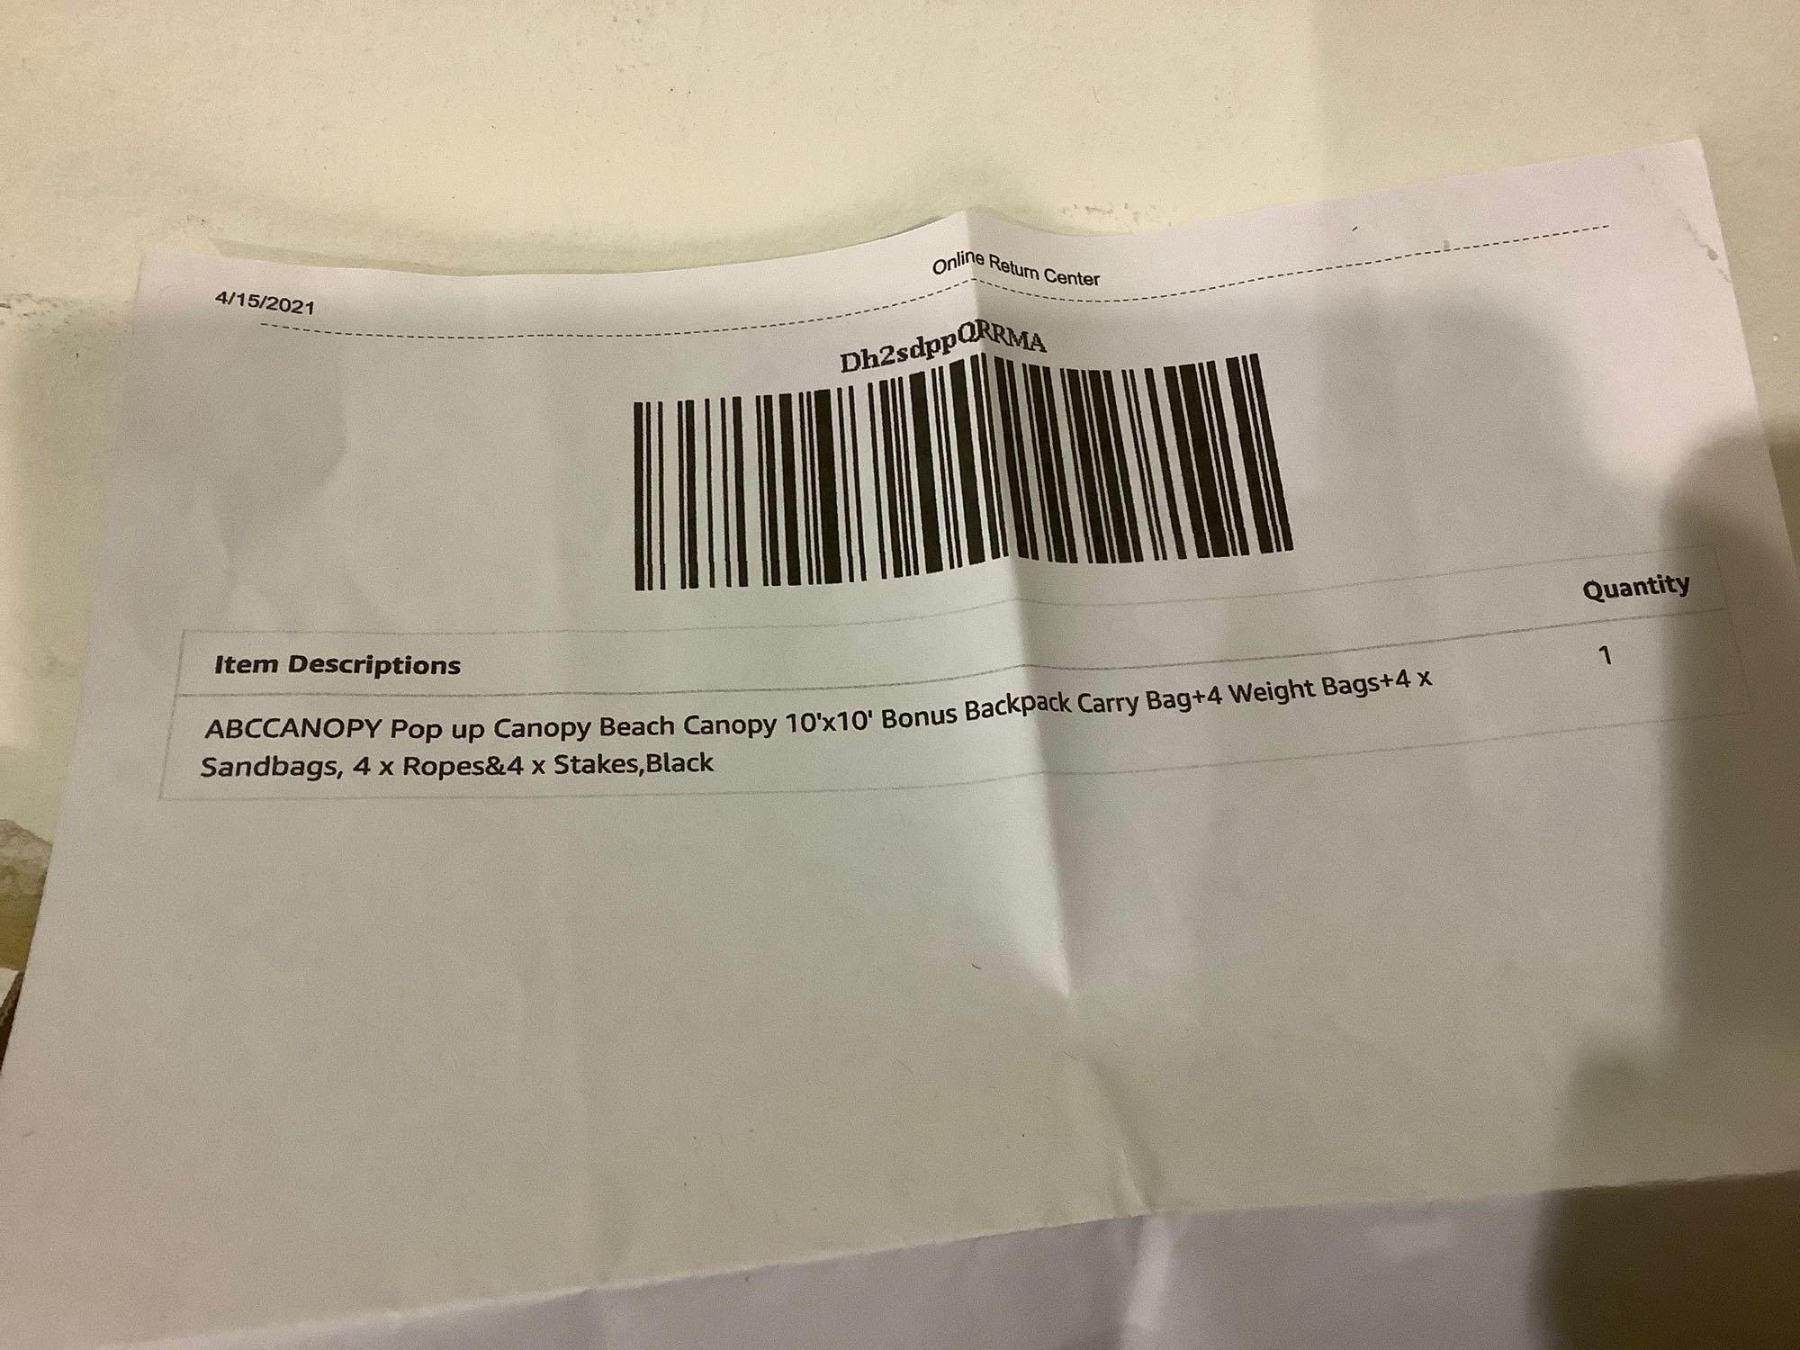 4/15/2021
Online Return Center
Dh2sdppQRRMA
Item Descriptions
Quantity
ABCCANOPY Pop up Canopy Beach Canopy 10'x10' Bonus Backpack Carry Bag+4 Weight Bags+4 x
1
Sandbags, 4 x Ropes&4 x Stakes,Black